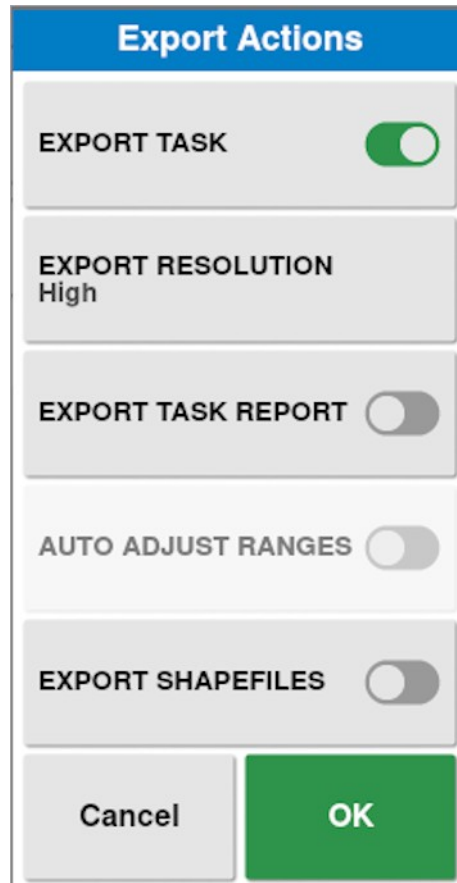 Export Actions
EXPORT TASK
EXPORT RESOLUTION
High
EXPORT TASK REPORT
AUTO ADJUST RANGES
EXPORT SHAPEFILES
Cancel
OK